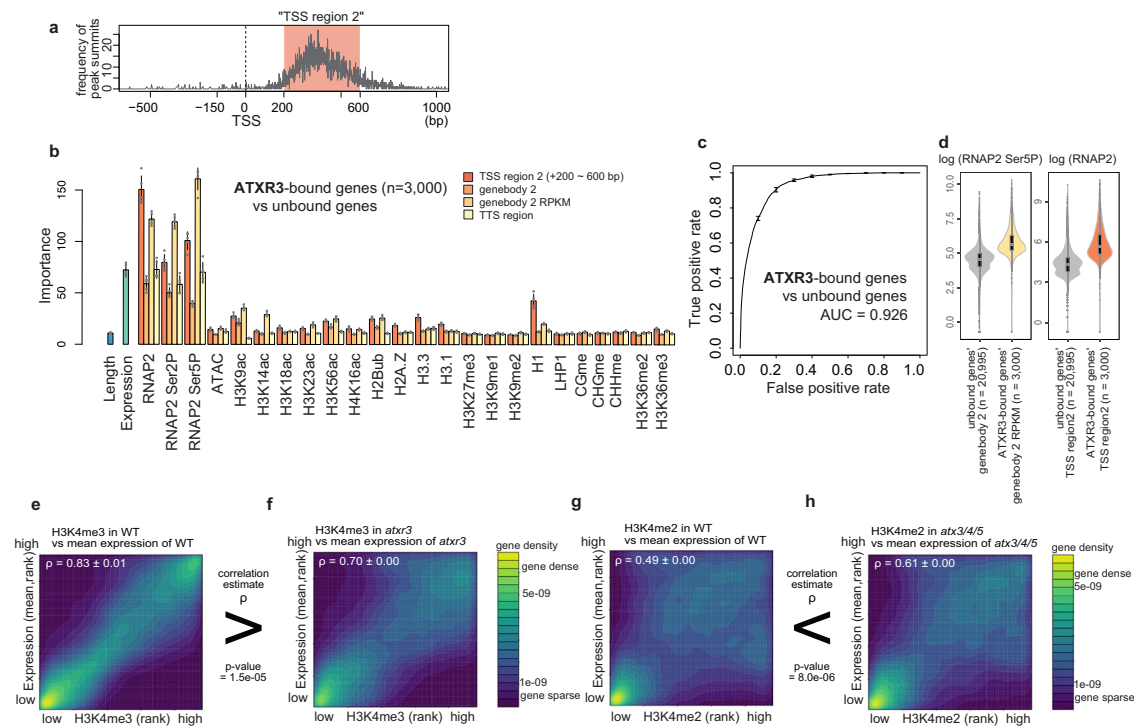 a
"TSS region 2"
frequency of
peak summits
0
10
20
−500
−150
0
200
600
1000
TSS
(bp)
b
Importance
0
50
100
150
ATXR3-bound genes (n=3,000)
vs unbound genes
TSS region 2 (+200 ~ 600 bp)
genebody 2
genebody 2 RPKM
TTS region
Length
Expression
RNAP2
RNAP2 Ser2P
RNAP2 Ser5P
ATAC
H3K9ac
H3K14ac
H3K18ac
H3K23ac
H3K56ac
H4K16ac
H2Bub
H2A.Z
H3.3
H3.1
H3K27me3
H3K9me1
H3K9me2
H1
LHP1
CGme
CHGme
CHHme
H3K36me2
H3K36me3
c
True positive rate
0.0
0.2
0.4
0.6
0.8
1.0
ATXR3-bound genes
vs unbound genes
AUC = 0.926
0.0 0.2 0.4 0.6 0.8 1.0
False positive rate
d
log (RNAP2 Ser5P)
log (RNAP2)
10.0
7.5
5.0
2.5
0.0
9
6
3
0
unbound genes'
genebody 2 (n = 20,995)
ATXR3-bound genes'
genebody 2 RPKM (n = 3,000)
unbound genes'
TSS region2 (n = 20,995)
ATXR3-bound genes'
TSS region2 (n = 3,000)
e
H3K4me3 in WT
vs mean expression of WT
high
Expression (mean,rank)
low
ρ = 0.83 ± 0.01
low H3K4me3 (rank) high
correlation
estimate
ρ
>
p-value
= 1.5e-05
f
H3K4me3 in atxr3
vs mean expression of atxr3
high
Expression (mean,rank)
low
ρ = 0.70 ± 0.00
low H3K4me3 (rank) high
gene density
gene dense
5e-09
1e-09
gene sparse
g
H3K4me2 in WT
vs mean expression of WT
high
Expression (mean,rank)
low
ρ = 0.49 ± 0.00
low H3K4me2 (rank) high
correlation
estimate
ρ
<
p-value
= 8.0e-06
h
H3K4me2 in atx3/4/5
vs mean expression of atx3/4/5
high
Expression (mean,rank)
low
ρ = 0.61 ± 0.00
low H3K4me2 (rank) high
gene density
gene dense
5e-09
1e-09
gene sparse